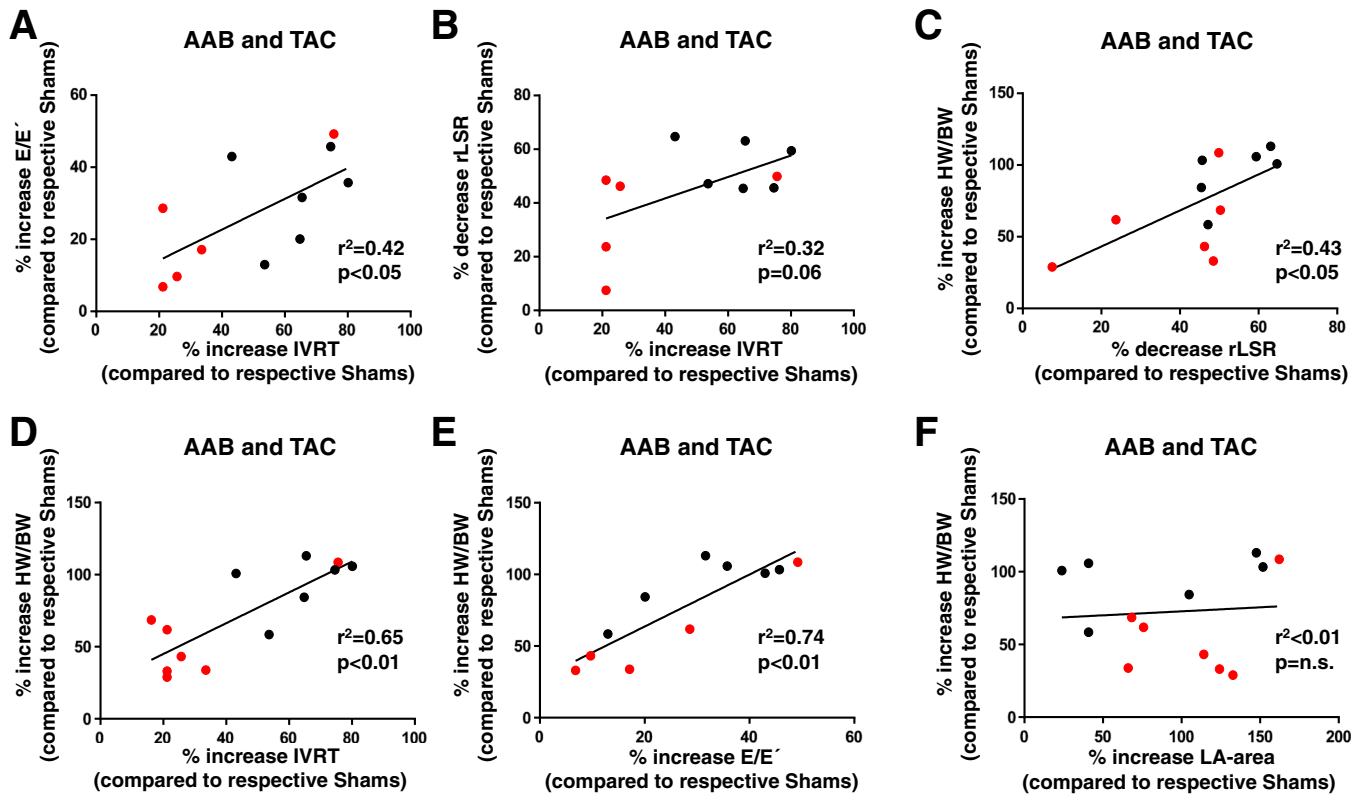 A
AAB and TAC
% increase E/E´
(compared to respective Shams)
60
40
20
0
0 20 40 60 80 100
r²=0.42
p<0.05
% increase IVRT
(compared to respective Shams)
B
AAB and TAC
% decrease rLSR
(compared to respective Shams)
80
60
40
20
0
0 20 40 60 80 100
r²=0.32
p=0.06
% increase IVRT
(compared to respective Shams)
C
AAB and TAC
% increase HW/BW
(compared to respective Shams)
150
100
50
0
0 20 40 60 80
r²=0.43
p<0.05
% decrease rLSR
(compared to respective Shams)
D
AAB and TAC
% increase HW/BW
(compared to respective Shams)
150
100
50
0
0 20 40 60 80 100
r²=0.65
p<0.01
% increase IVRT
(compared to respective Shams)
E
AAB and TAC
% increase HW/BW
(compared to respective Shams)
150
100
50
0
0 20 40 60
r²=0.74
p<0.01
% increase E/E´
(compared to respective Shams)
F
AAB and TAC
% increase HW/BW
(compared to respective Shams)
150
100
50
0
0 50 100 150 200
r²<0.01
p=n.s.
% increase LA-area
(compared to respective Shams)